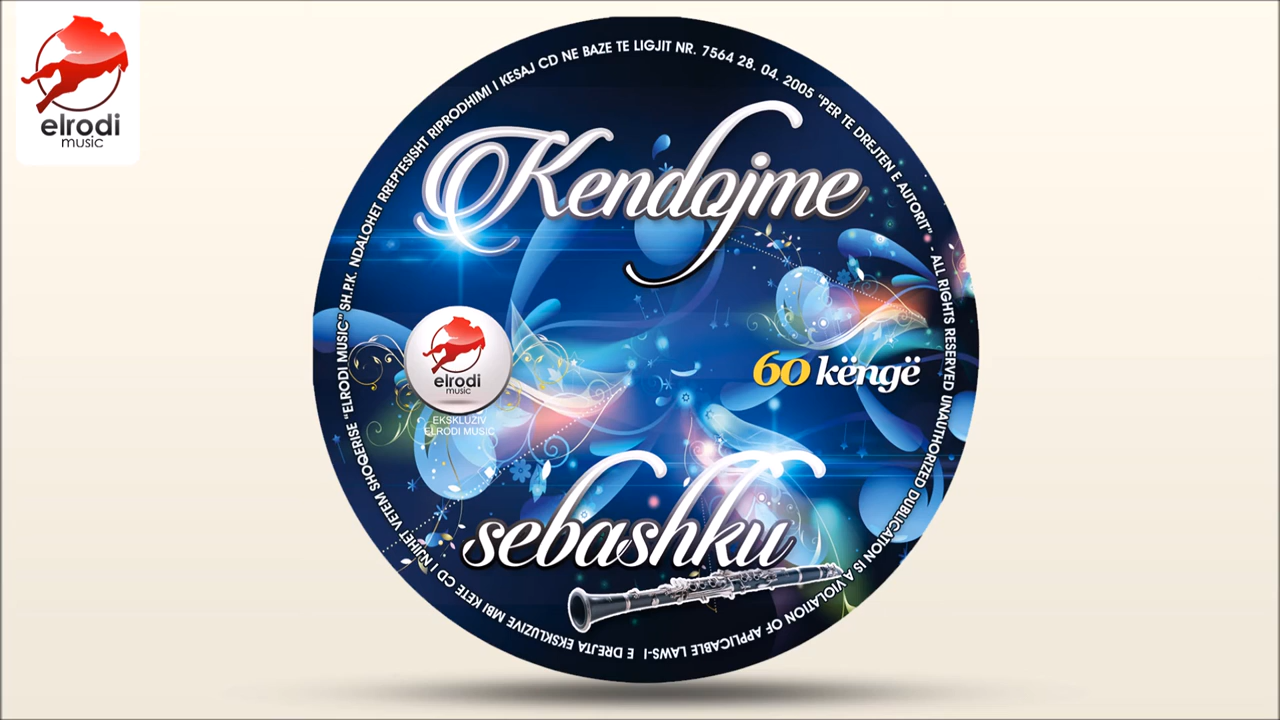 elrodi
music
E DREJTA EKSKLUZIVE MBI KETE CD I NJIHET VETEM SHOQERISE "ELRODI MUSIC" SH.P.K. NDALOHET RREPTESISHT RIPRODHIMI I KESAJ CD NE BAZE TE LIGJIT NR. 7564 28. 04. 2005 "PER TE DREJTEN E AUTORIT" - ALL RIGHTS RESERVED UNAUTHORIZED DUBLICATION IS A VIOLATION OF APPLICABLE LAWS-I
Kendojme
60 këngë
elrodi
music
EKSKLUZIV
ELRODI MUSIC
sebashku